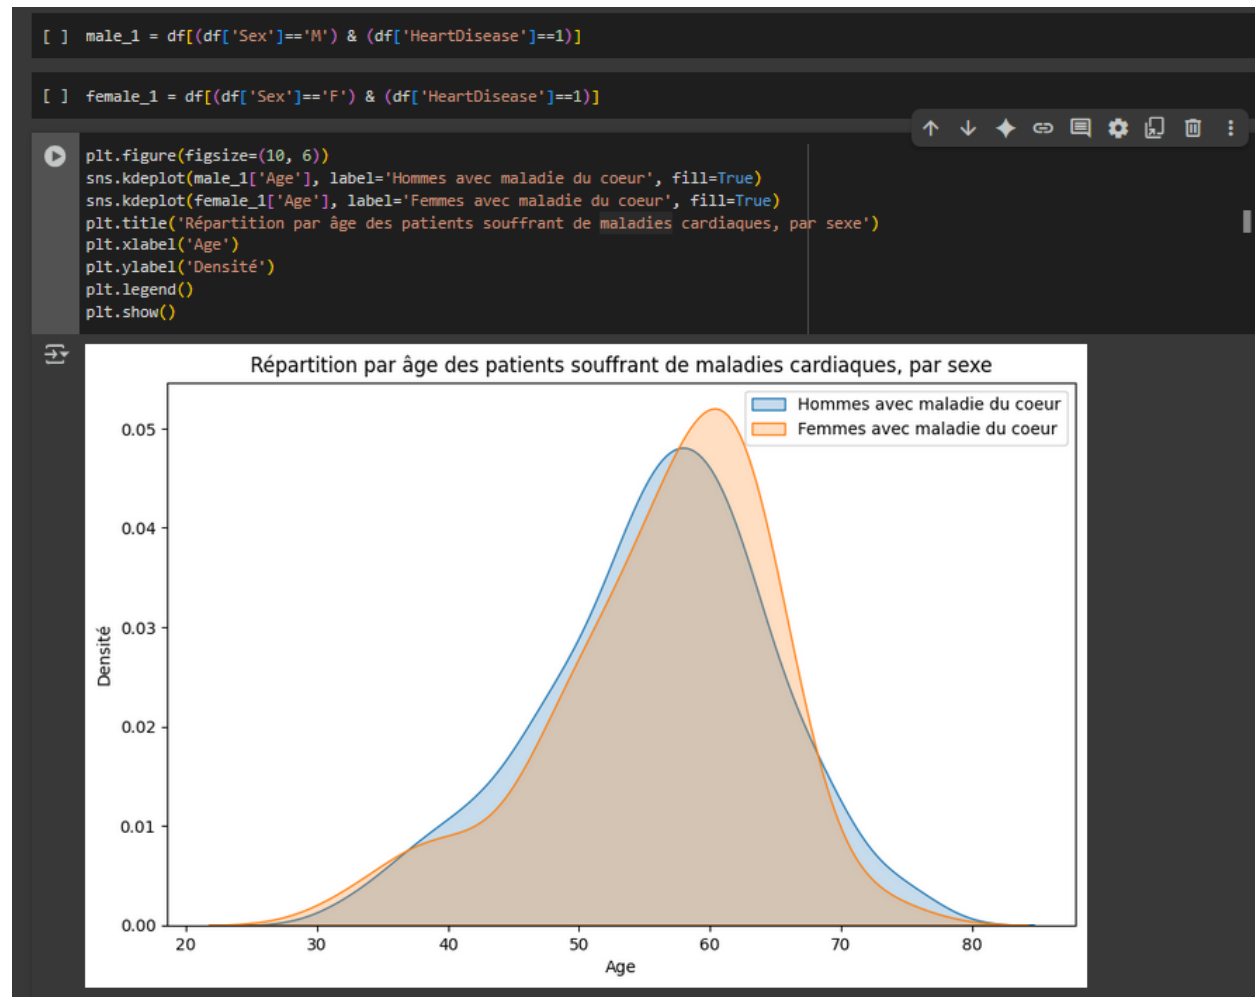 [ ] male_1 = df[(df['Sex']=='M') & (df['HeartDisease']==1)]
[ ] female_1 = df[(df['Sex']=='F') & (df['HeartDisease']==1)]
plt.figure(figsize=(10, 6))
sns.kdeplot(male_1['Age'], label='Hommes avec maladie du coeur', fill=True)
sns.kdeplot(female_1['Age'], label='Femmes avec maladie du coeur', fill=True)
plt.title('Répartition par âge des patients souffrant de maladies cardiaques, par sexe')
plt.xlabel('Age')
plt.ylabel('Densité')
plt.legend()
plt.show()
Répartition par âge des patients souffrant de maladies cardiaques, par sexe
Hommes avec maladie du coeur
Femmes avec maladie du coeur
0.05
0.04
0.03
0.02
0.01
0.00
Densité
20 30 40 50 60 70 80
Age